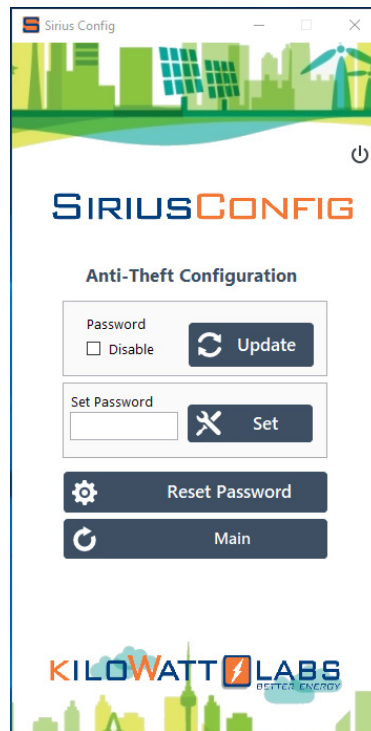 Sirius Config
SIRIUSCONFIG
Anti-Theft Configuration
Password
Disable
Update
Set Password
Set
Reset Password
Main
KILOWATT LABS
BETTER ENERGY